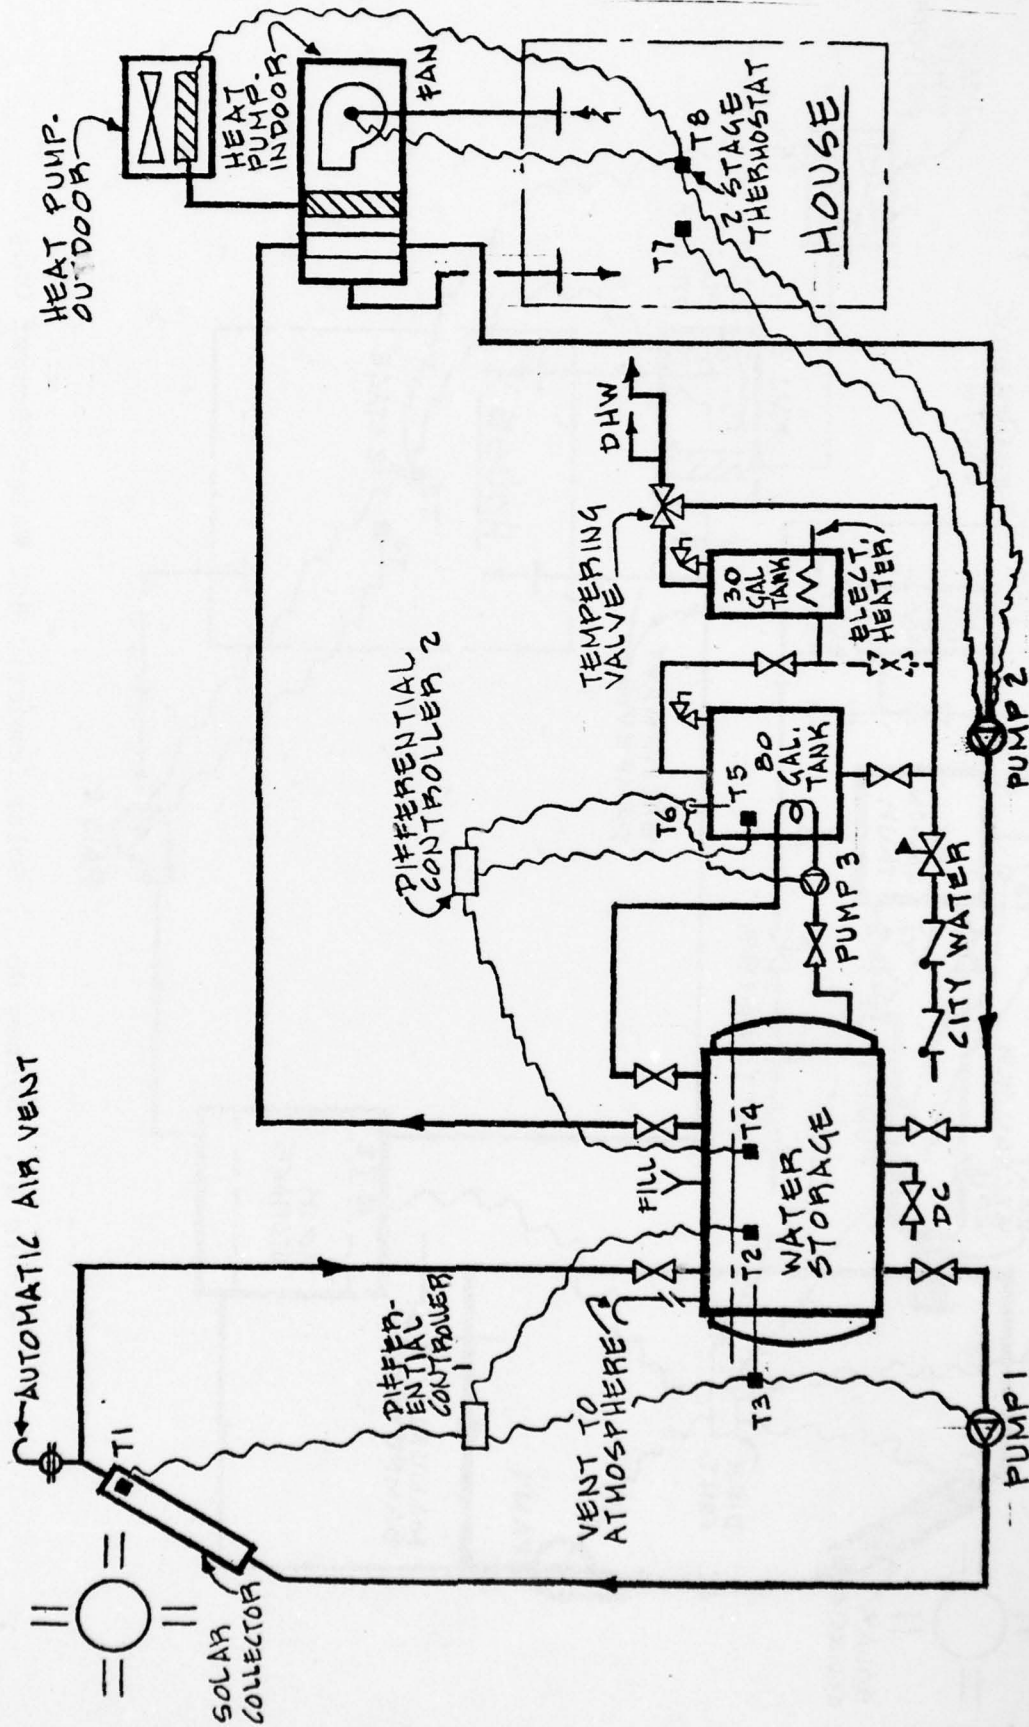 AUTOMATIC AIR VENT
T1
SOLAR
COLLECTOR
DIFFER-
ENTIAL
CONTROLLER
1
VENT TO
ATMOSPHERE
T3
PUMP 1
T2
T4
FILL
WATER
STORAGE
DC
DIFFERENTIAL
CONTROLLER 2
T6
T5
80
GAL.
TANK
PUMP 3
CITY WATER
TEMPERING
VALVE
30
GAL
TANK
ELECT.
HEATER
DHW
PUMP 2
HEAT PUMP.
OUTDOOR
HEAT
PUMP.
INDOOR
FAN
T7
T8
2 STAGE
THERMOSTAT
HOUSE